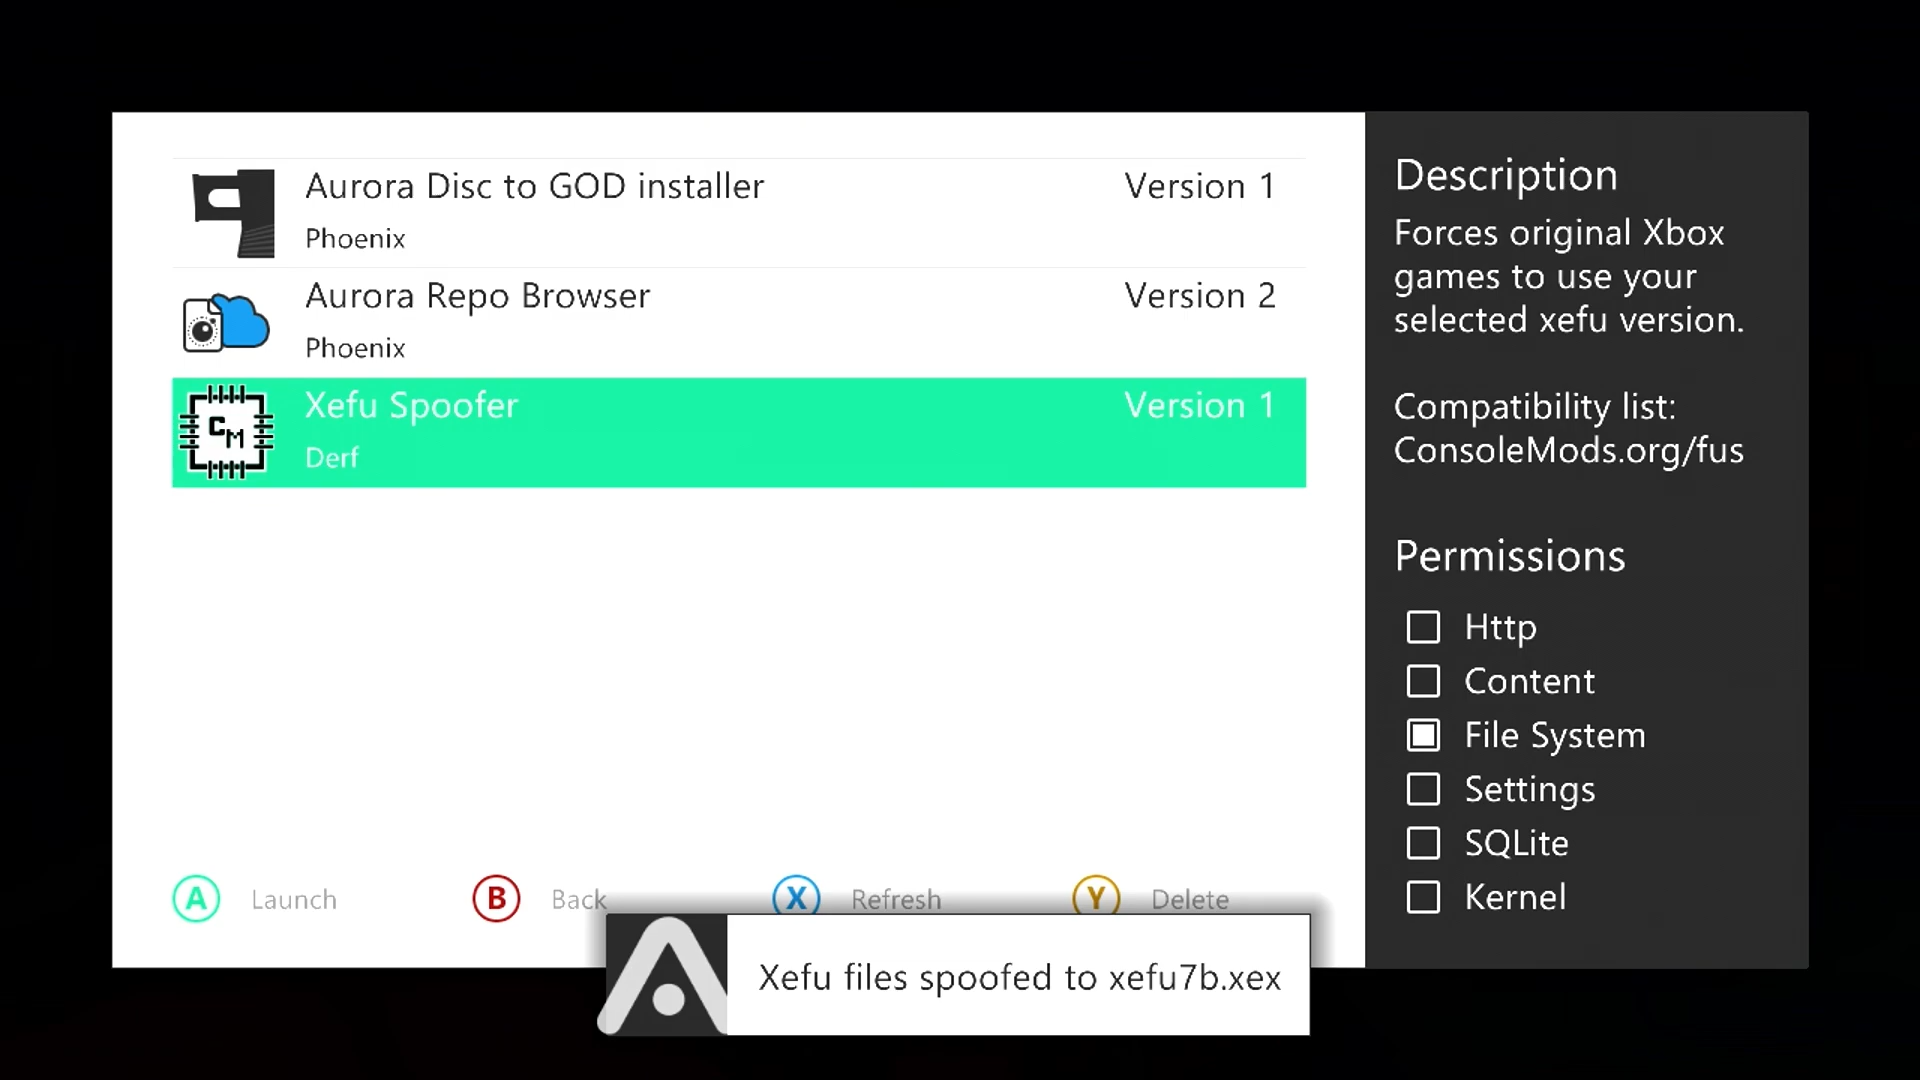 Aurora Disc to GOD installer
Version 1
Phoenix
Aurora Repo Browser
Version 2
Phoenix
CM
Xefu Spoofer
Version 1
Derf
A Launch
B Back
X Refresh
Y Delete
Description
Forces original Xbox
games to use your
selected xefu version.
Compatibility list:
ConsoleMods.org/fus
Permissions
Http
Content
File System
Settings
SQLite
Kernel
Xefu files spoofed to xefu7b.xex